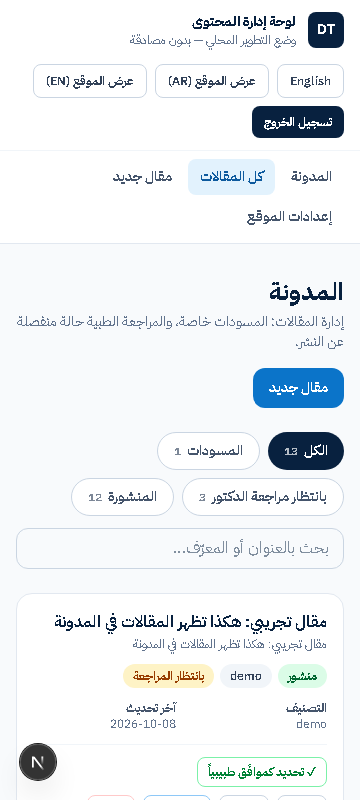 DT
لوحة إدارة المحتوى
وضع التطوير المحلي — بدون مصادقة
English
عرض الموقع (AR)
عرض الموقع (EN)
تسجيل الخروج
المدونة
كل المقالات
مقال جديد
إعدادات الموقع
المدونة
إدارة المقالات: المسودات خاصة، والمراجعة الطبية حالة منفصلة
عن النشر.
مقال جديد
الكل 13
المسودات 1
بانتظار مراجعة الدكتور 3
المنشورة 12
بحث بالعنوان أو المعرّف...
مقال تجريبي: هكذا تظهر المقالات في المدونة
مقال تجريبي: هكذا تظهر المقالات في المدونة
منشور
demo
بانتظار المراجعة
التصنيف
آخر تحديث
demo
2026-10-08
✓ تحديد كموافَق طبيبياً
N